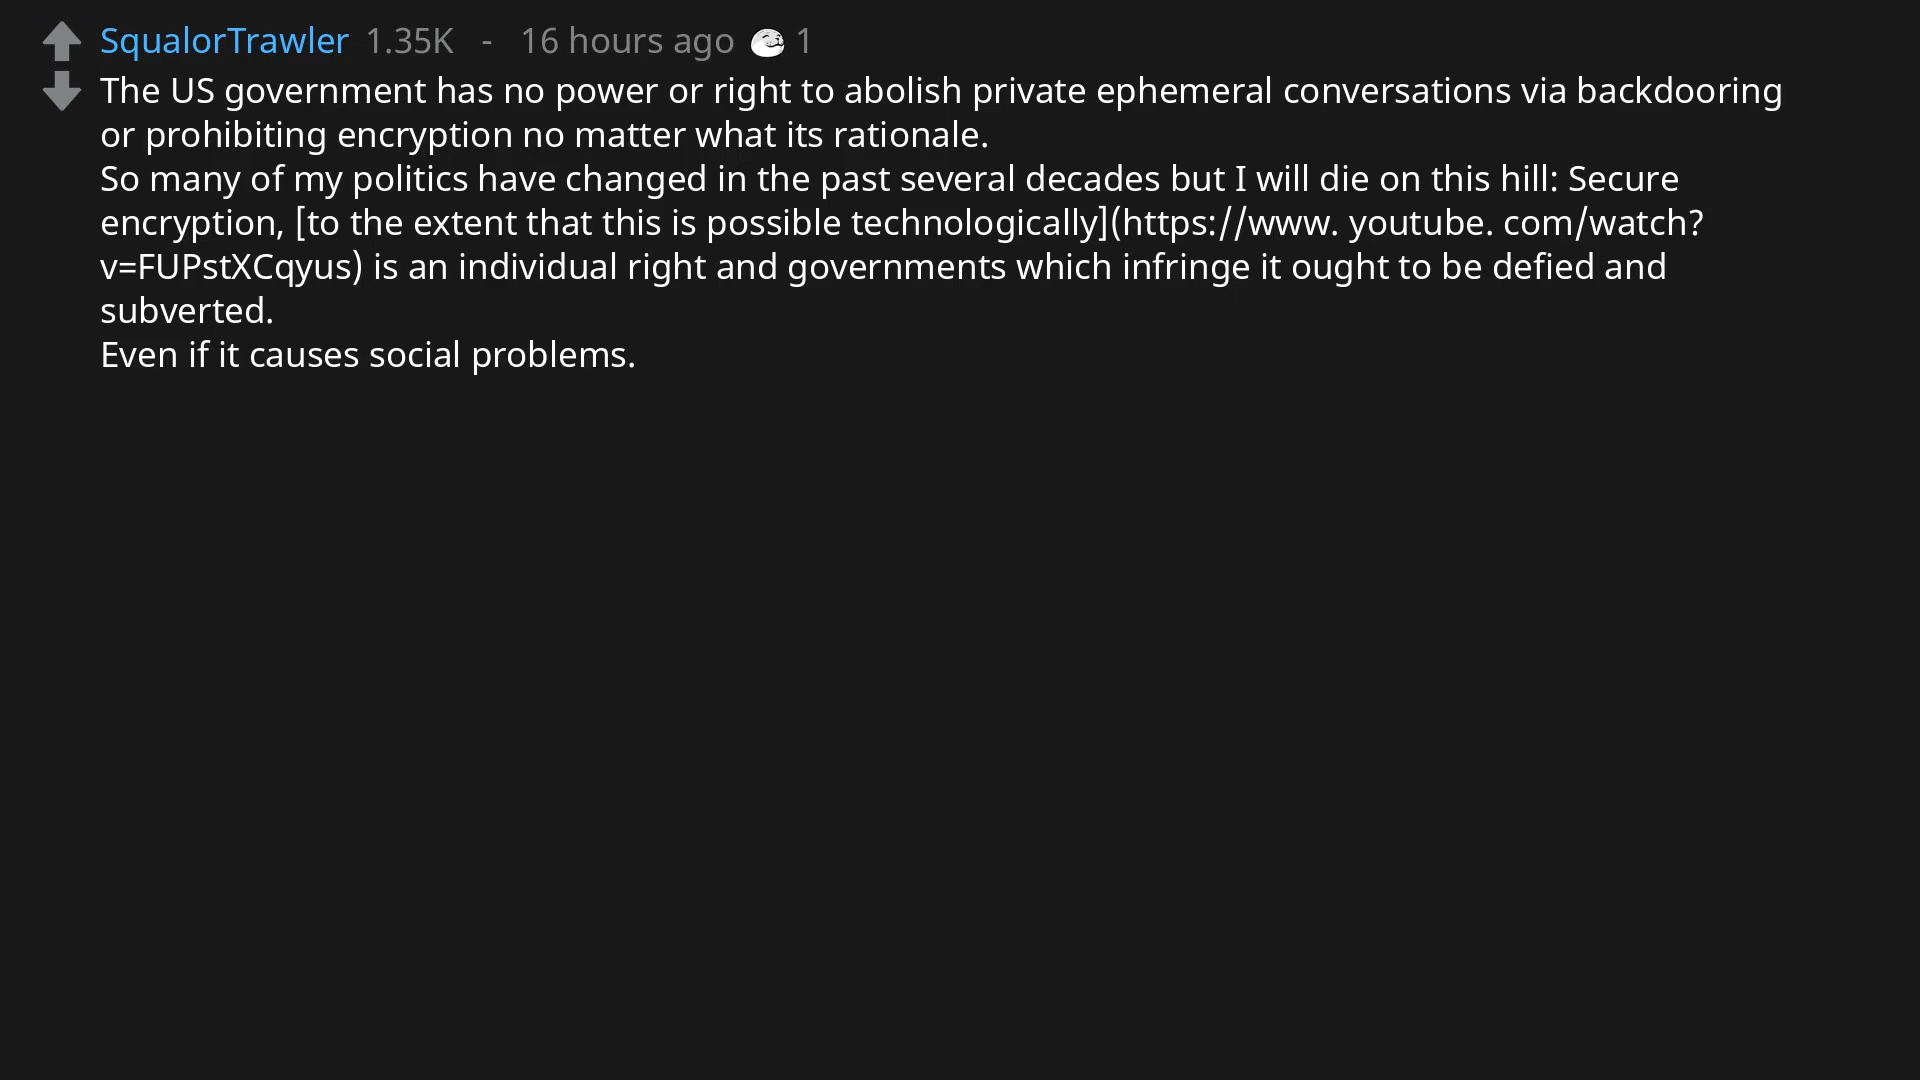 SqualorTrawler 1.35K - 16 hours ago 1
The US government has no power or right to abolish private ephemeral conversations via backdooring
or prohibiting encryption no matter what its rationale.
So many of my politics have changed in the past several decades but I will die on this hill: Secure
encryption, [to the extent that this is possible technologically](https://www. youtube. com/watch?
v=FUPstXCqyus) is an individual right and governments which infringe it ought to be defied and
subverted.
Even if it causes social problems.